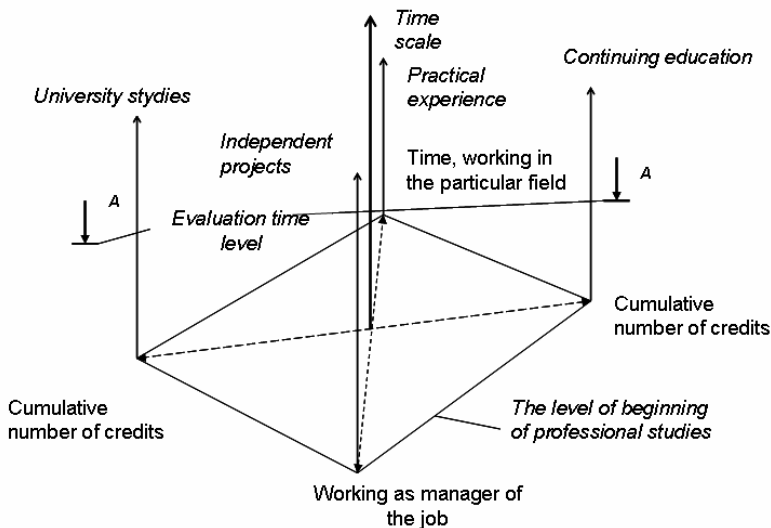 Time
scale
Continuing education
Practical
experience
University stydies
Independent
projects
Time, working in
the particular field
A
A
Evaluation time
level
Cumulative
number of credits
Cumulative
number of credits
The level of beginning
of professional studies
Working as manager of
the job